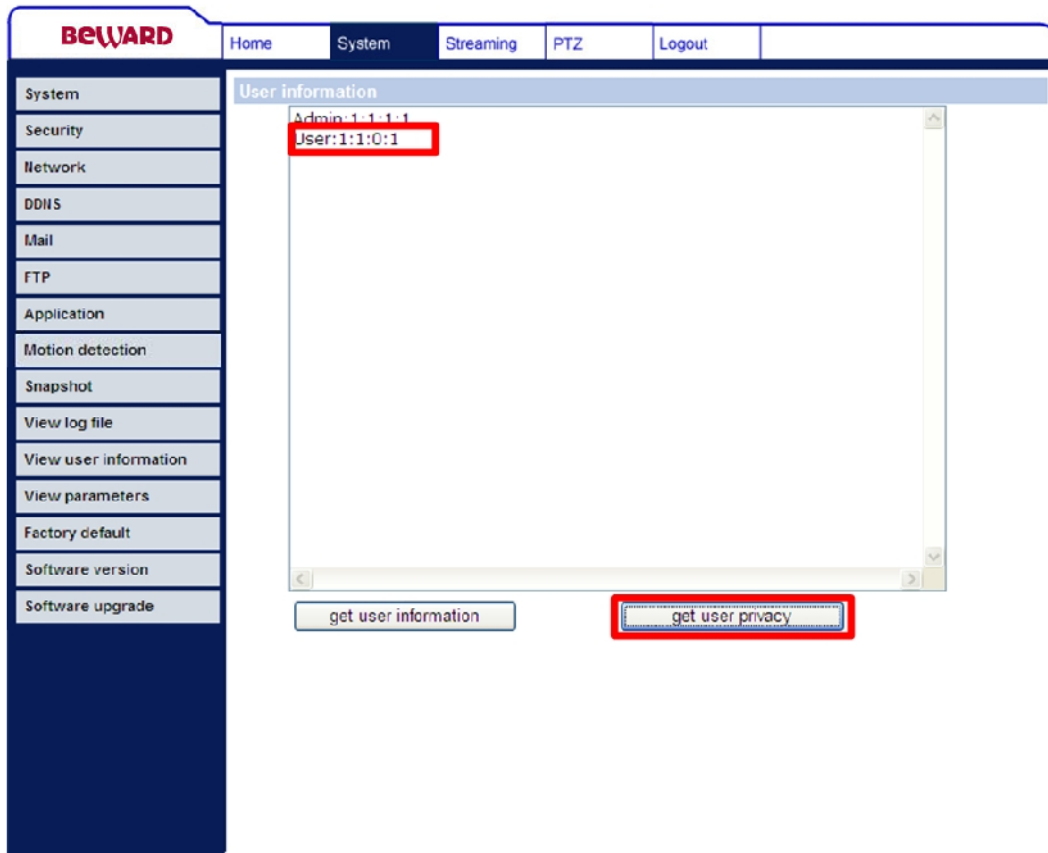 BEWARD
Home System Streaming PTZ Logout
User information
System
Security
Network
DDNS
Mail
FTP
Application
Motion detection
Snapshot
View log file
View user information
View parameters
Factory default
Software version
Software upgrade
Admin:1:1:1:1
User:1:1:0:1
get user information get user privacy